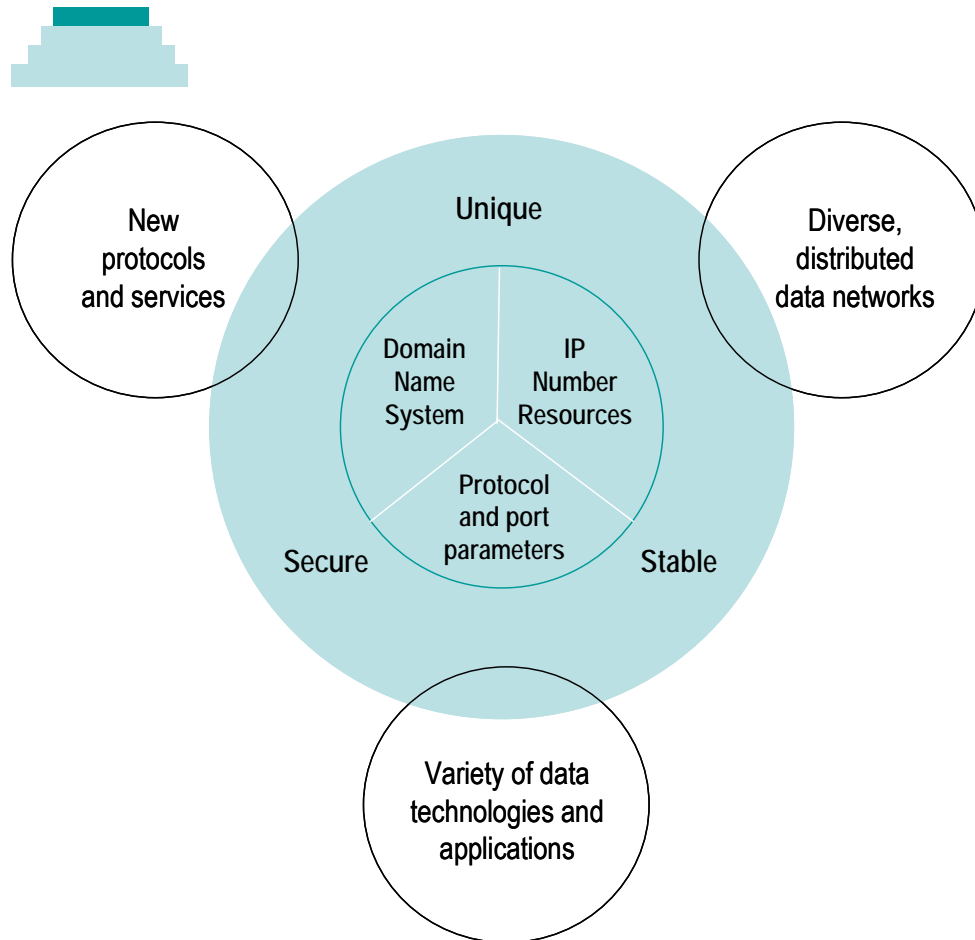 Unique
New
protocols
and services
Diverse,
distributed
data networks
Domain
Name
System
IP
Number
Resources
Protocol
and port
parameters
Secure
Stable
Variety of data
technologies and
applications